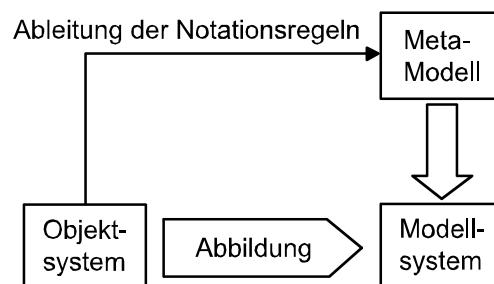 Ableitung der Notationsregeln
Meta-
Modell
Objekt-
system
Abbildung
Modell-
system